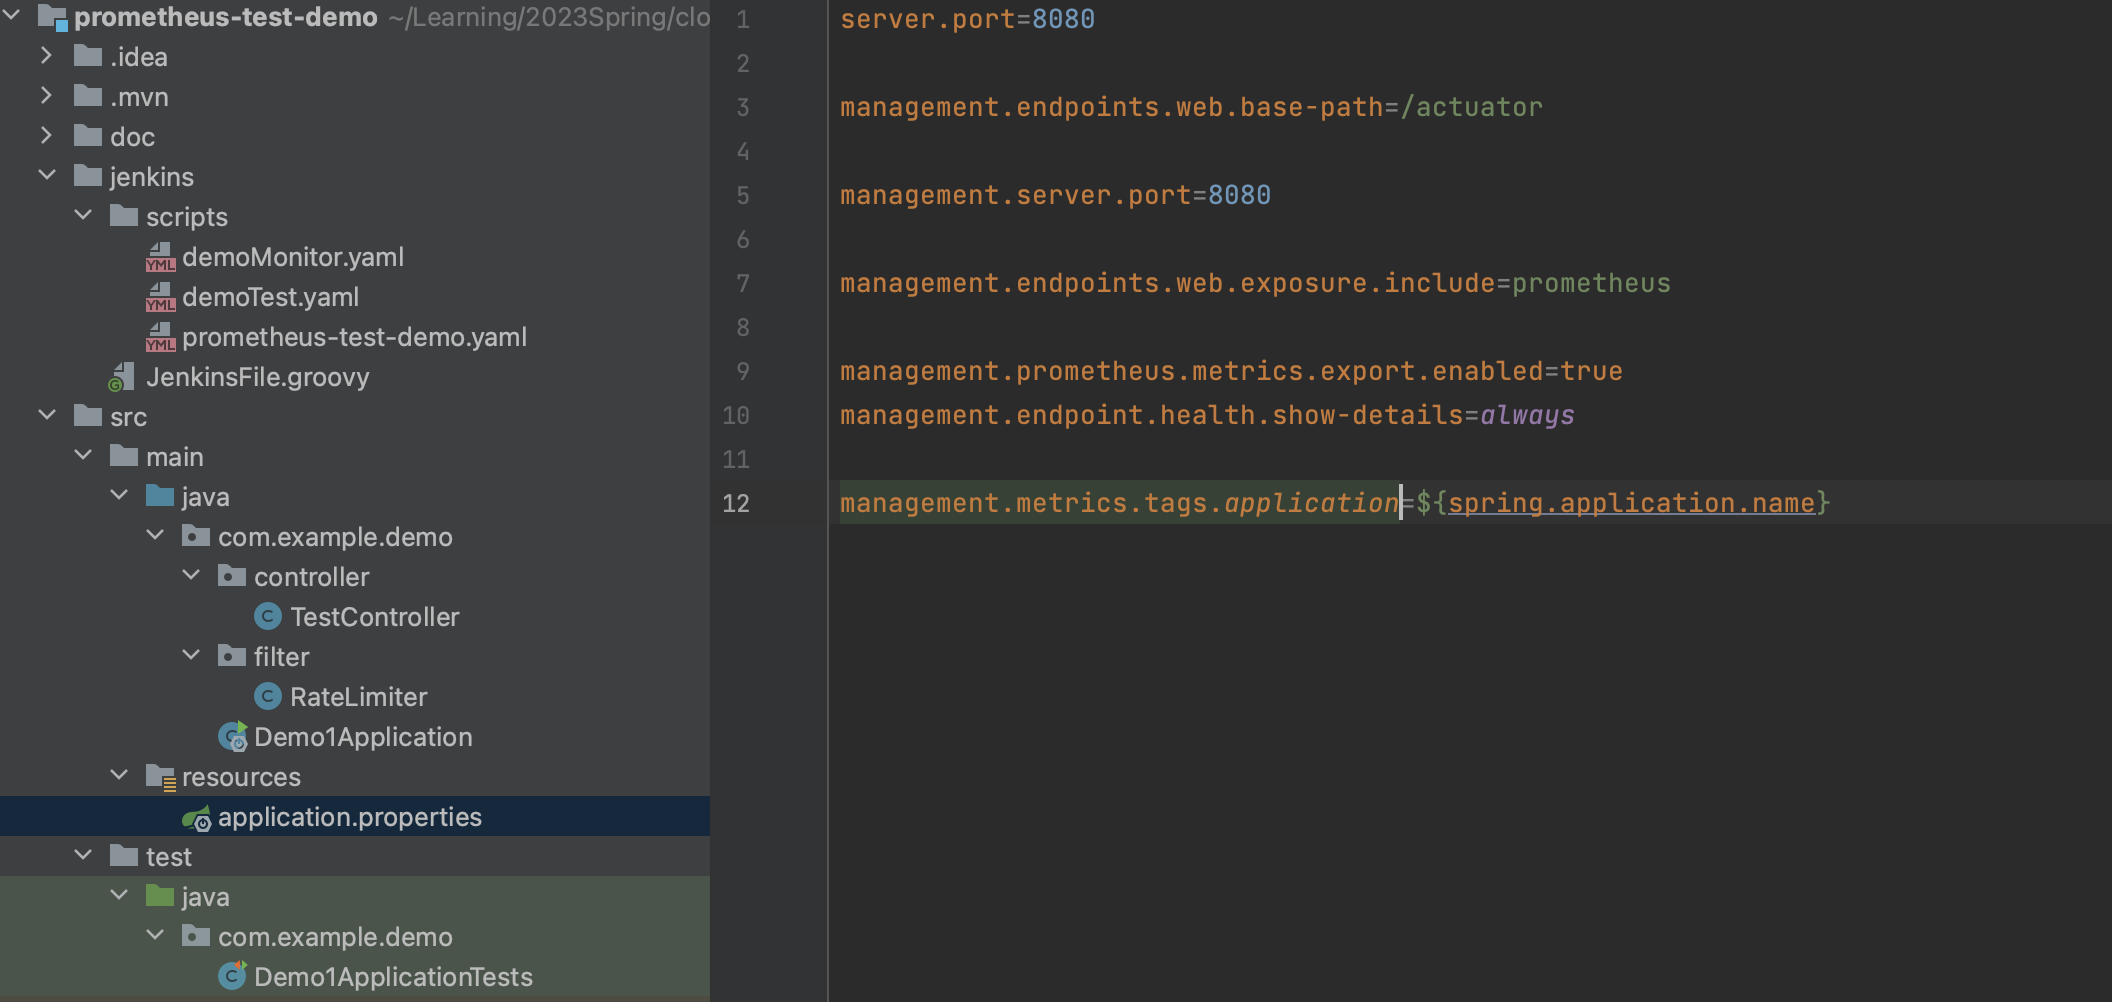 prometheus-test-demo ~/Learning/2023Spring/clo
.idea
.mvn
doc
jenkins
scripts
demoMonitor.yaml
demoTest.yaml
prometheus-test-demo.yaml
JenkinsFile.groovy
src
main
java
com.example.demo
controller
TestController
filter
RateLimiter
Demo1Application
resources
application.properties
test
java
com.example.demo
Demo1ApplicationTests
1 server.port=8080
2
3 management.endpoints.web.base-path=/actuator
4
5 management.server.port=8080
6
7 management.endpoints.web.exposure.include=prometheus
8
9 management.prometheus.metrics.export.enabled=true
10 management.endpoint.health.show-details=always
11
12 management.metrics.tags.application=${spring.application.name}